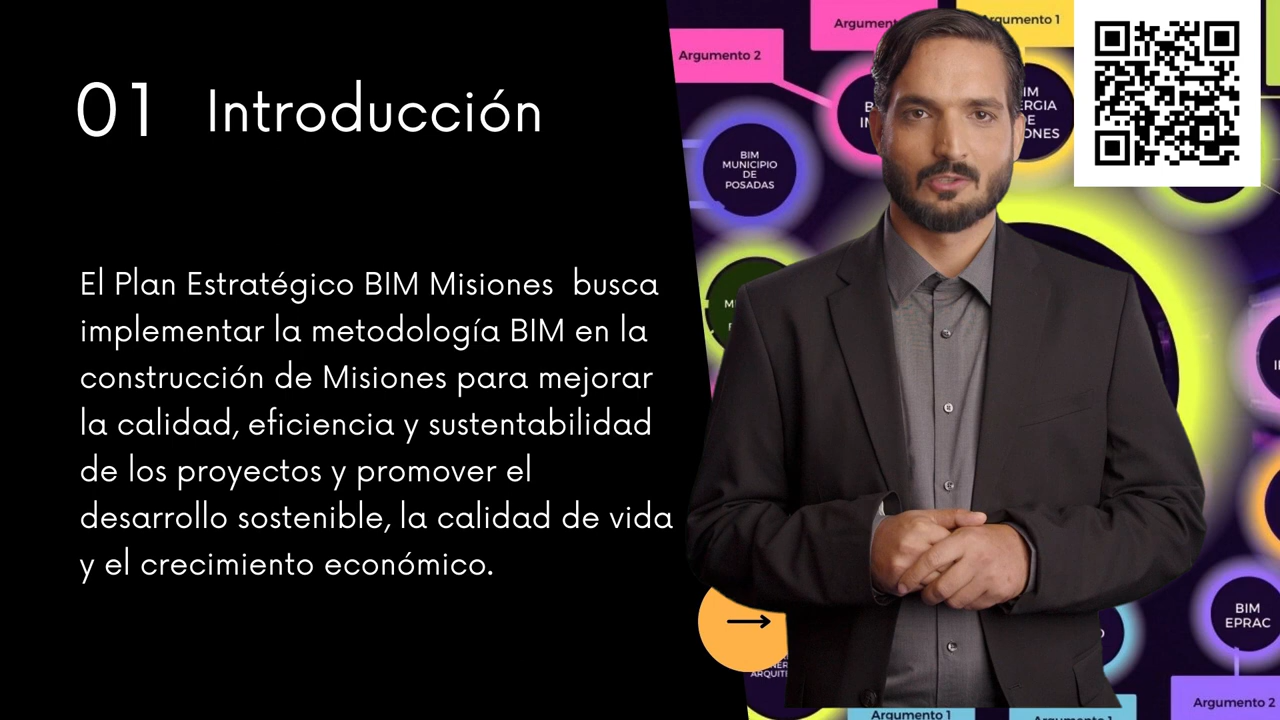 01 Introducción
El Plan Estratégico BIM Misiones busca
implementar la metodología BIM en la
construcción de Misiones para mejorar
la calidad, eficiencia y sustentabilidad
de los proyectos y promover el
desarrollo sostenible, la calidad de vida
y el crecimiento económico.
Argumento 2
BIM
MUNICIPIO
DE
POSADAS
BIM
EPRAC
Argumento 1
Argumento 2